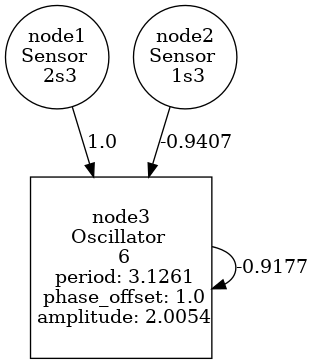 node1
Sensor
2s3
node2
Sensor
1s3
1.0
-0.9407
node3
Oscillator
6
period: 3.1261
phase_offset: 1.0
amplitude: 2.0054
-0.9177